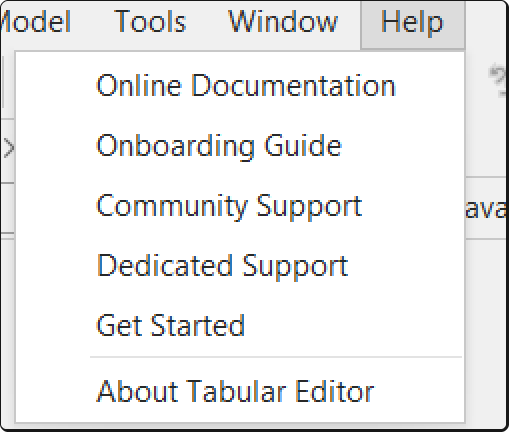 Model Tools Window Help
Online Documentation
Onboarding Guide
Community Support
Dedicated Support
Get Started
About Tabular Editor